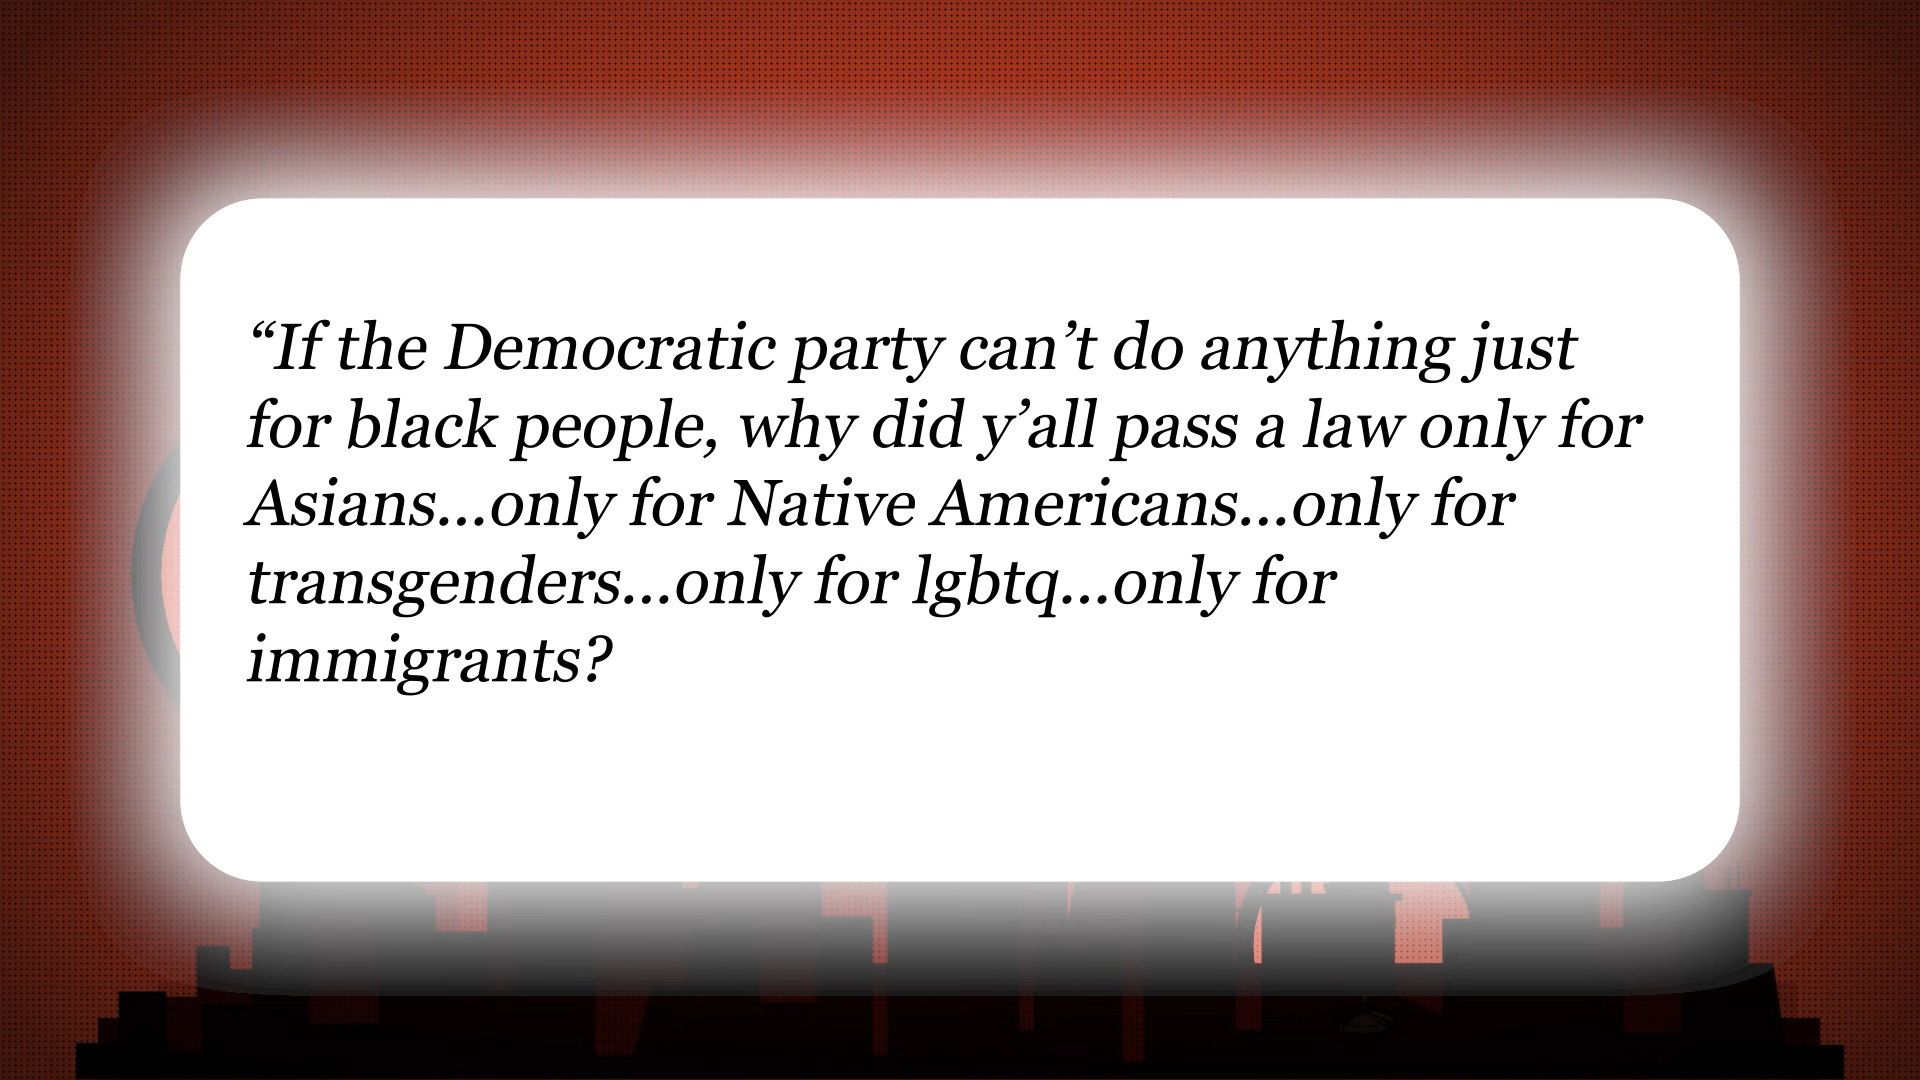 “If the Democratic party can’t do anything just
for black people, why did y’all pass a law only for
Asians...only for Native Americans...only for
transgenders...only for lgbtq...only for
immigrants?